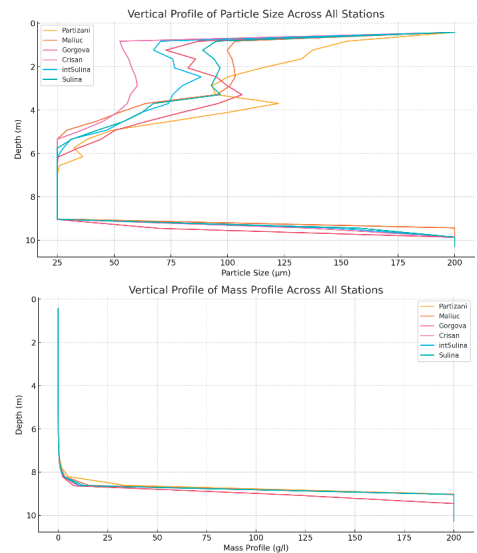 Vertical Profile of Particle Size Across All Stations
0
2
4
6
8
10
Depth (m)
Partizani
Maliuc
Gorgova
Crisan
intSulina
Sulina
25
50
75
100
125
150
175
200
Particle Size (μm)
Vertical Profile of Mass Profile Across All Stations
0
2
4
6
8
10
Depth (m)
Partizani
Maliuc
Gorgova
Crisan
intSulina
Sulina
0
25
50
75
100
125
150
175
200
Mass Profile (g/l)